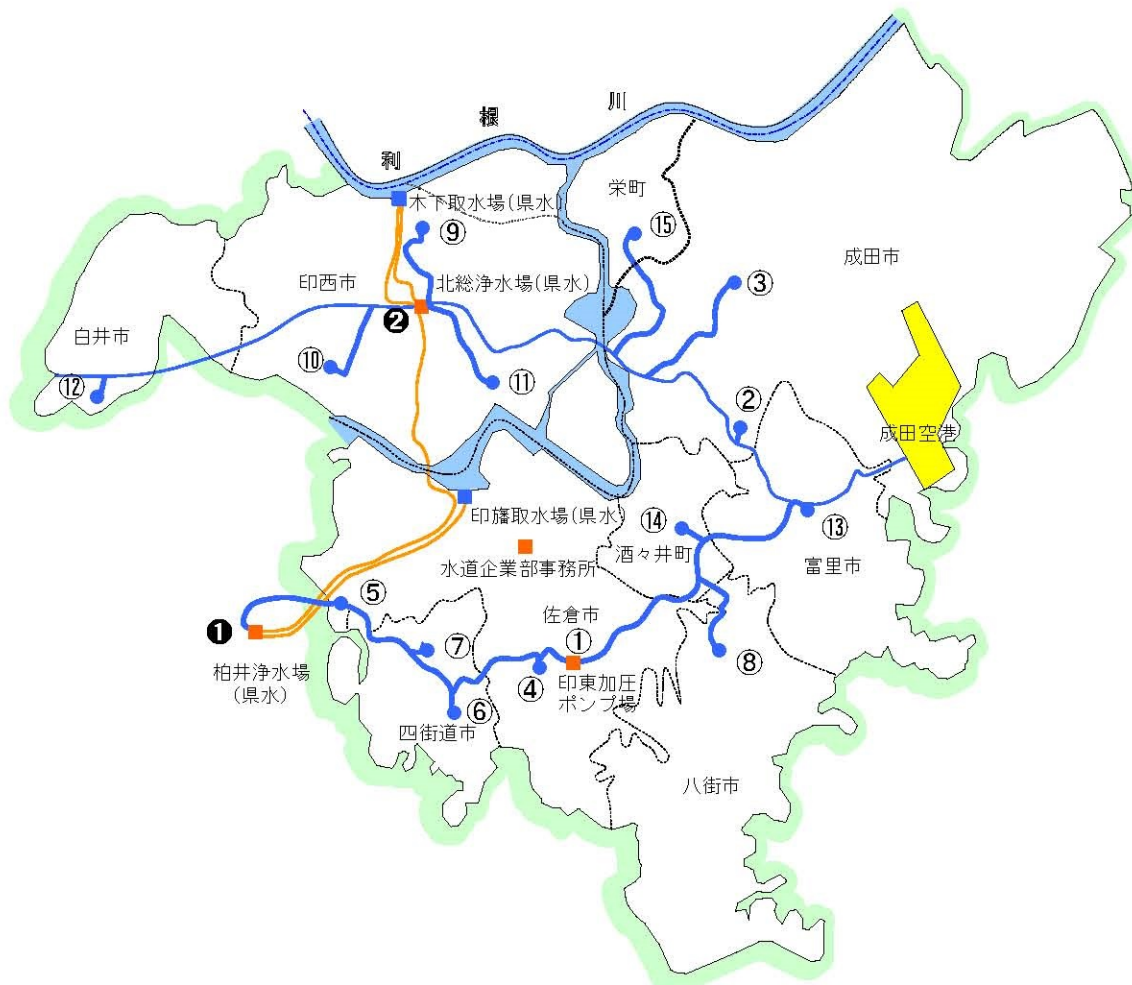 利根川
栄町
木下取水場(県水)
⑮
⑨
成田市
③
印西市
北総浄水場(県水)
❷
白井市
⑩
⑪
⑫
②
成田空港
印旛取水場(県水
⑭
⑬
酒々井町
富里市
水道企業部事務所
⑤
佐倉市
❶
⑦
①
⑧
柏井浄水場
(県水)
④
印東加圧
ポンプ場
⑥
四街道市
八街市